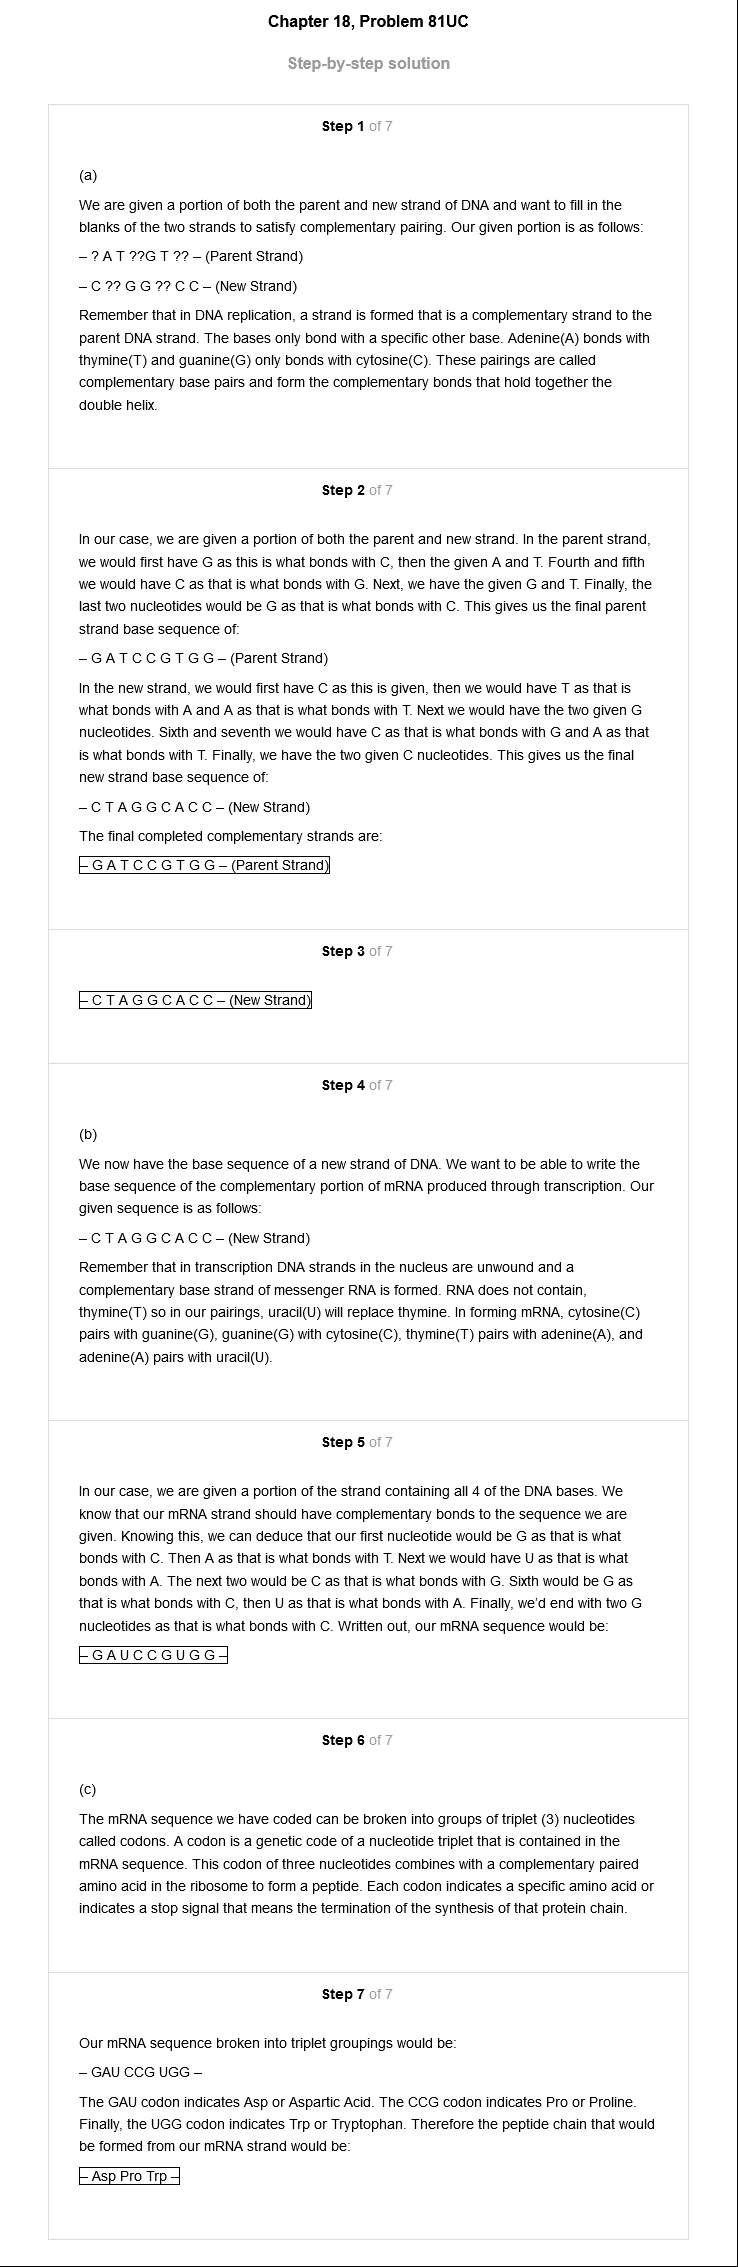 Chapter 18, Problem 81UC
Step-by-step solution
Step 1 of 7
(a)
We are given a portion of both the parent and new strand of DNA and want to fill in the
blanks of the two strands to satisfy complementary pairing. Our given portion is as follows:
– ? A T ??G T ?? – (Parent Strand)
– C ?? G G ?? C C – (New Strand)
Remember that in DNA replication, a strand is formed that is a complementary strand to the
parent DNA strand. The bases only bond with a specific other base. Adenine(A) bonds with
thymine(T) and guanine(G) only bonds with cytosine(C). These pairings are called
complementary base pairs and form the complementary bonds that hold together the
double helix.
Step 2 of 7
In our case, we are given a portion of both the parent and new strand. In the parent strand,
we would first have G as this is what bonds with C, then the given A and T. Fourth and fifth
we would have C as that is what bonds with G. Next, we have the given G and T. Finally, the
last two nucleotides would be G as that is what bonds with C. This gives us the final parent
strand base sequence of:
– G A T C C G T G G – (Parent Strand)
In the new strand, we would first have C as this is given, then we would have T as that is
what bonds with A and A as that is what bonds with T. Next we would have the two given G
nucleotides. Sixth and seventh we would have C as that is what bonds with G and A as that
is what bonds with T. Finally, we have the two given C nucleotides. This gives us the final
new strand base sequence of:
– C T A G G C A C C – (New Strand)
The final completed complementary strands are:
– G A T C C G T G G – (Parent Strand)
Step 3 of 7
– C T A G G C A C C – (New Strand)
Step 4 of 7
(b)
We now have the base sequence of a new strand of DNA. We want to be able to write the
base sequence of the complementary portion of mRNA produced through transcription. Our
given sequence is as follows:
– C T A G G C A C C – (New Strand)
Remember that in transcription DNA strands in the nucleus are unwound and a
complementary base strand of messenger RNA is formed. RNA does not contain,
thymine(T) so in our pairings, uracil(U) will replace thymine. In forming mRNA, cytosine(C)
pairs with guanine(G), guanine(G) with cytosine(C), thymine(T) pairs with adenine(A), and
adenine(A) pairs with uracil(U).
Step 5 of 7
In our case, we are given a portion of the strand containing all 4 of the DNA bases. We
know that our mRNA strand should have complementary bonds to the sequence we are
given. Knowing this, we can deduce that our first nucleotide would be G as that is what
bonds with C. Then A as that is what bonds with T. Next we would have U as that is what
bonds with A. The next two would be C as that is what bonds with G. Sixth would be G as
that is what bonds with C, then U as that is what bonds with A. Finally, we'd end with two G
nucleotides as that is what bonds with C. Written out, our mRNA sequence would be:
– G A U C C G U G G –
Step 6 of 7
(c)
The mRNA sequence we have coded can be broken into groups of triplet (3) nucleotides
called codons. A codon is a genetic code of a nucleotide triplet that is contained in the
mRNA sequence. This codon of three nucleotides combines with a complementary paired
amino acid in the ribosome to form a peptide. Each codon indicates a specific amino acid or
indicates a stop signal that means the termination of the synthesis of that protein chain.
Step 7 of 7
Our mRNA sequence broken into triplet groupings would be:
– GAU CCG UGG –
The GAU codon indicates Asp or Aspartic Acid. The CCG codon indicates Pro or Proline.
Finally, the UGG codon indicates Trp or Tryptophan. Therefore the peptide chain that would
be formed from our mRNA strand would be:
– Asp Pro Trp –